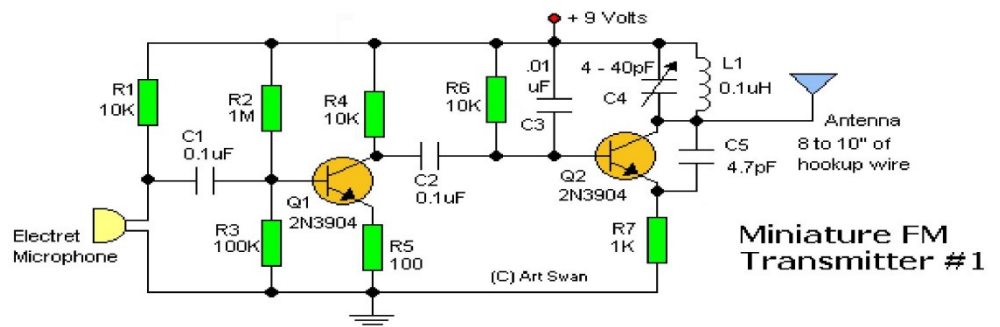 + 9 Volts
R1
10K
R2
1M
R4
10K
R6
10K
.01
uF
C3
4 - 40pF
C4
L1
0.1uH
Antenna
8 to 10" of
hookup wire
C1
0.1uF
C2
0.1uF
Q1
2N3904
Q2
2N3904
C5
4.7pF
Electret
Microphone
R3
100K
R5
100
R7
1K
(C) Art Swan
Miniature FM
Transmitter #1